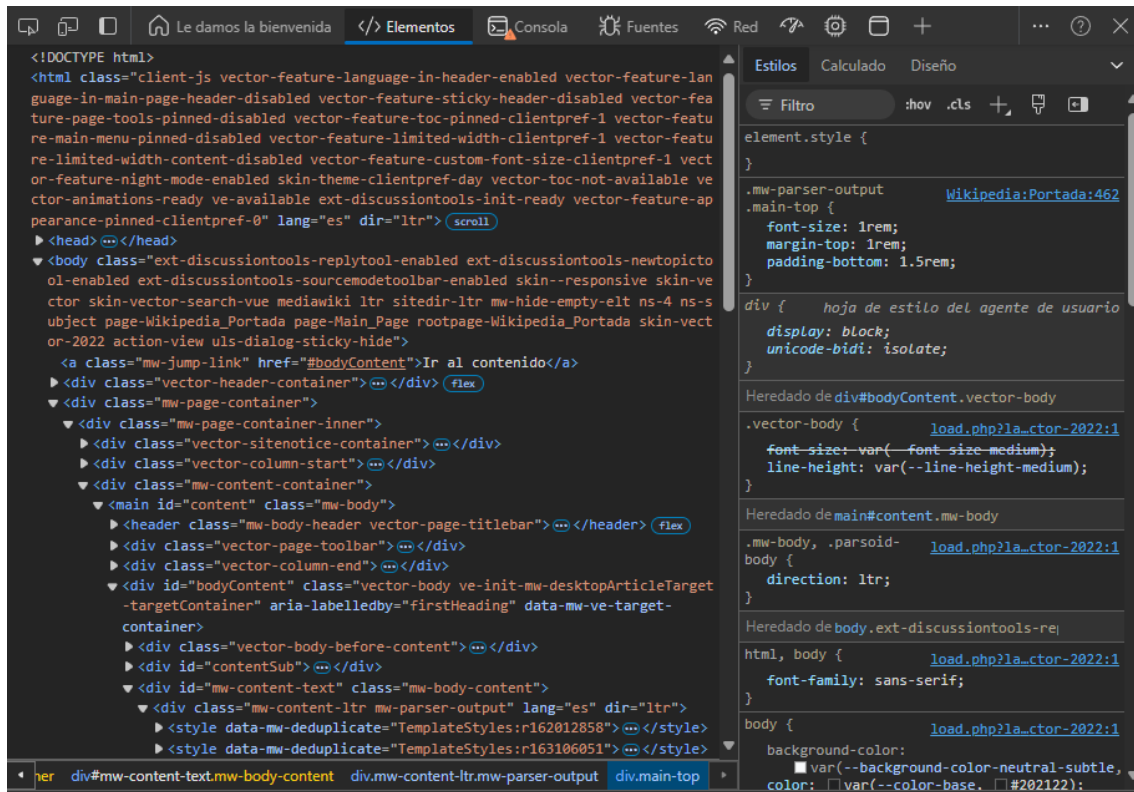 Le damos la bienvenida </> Elementos Consola Fuentes Red
<!DOCTYPE html>
<html class="client-js vector-feature-language-in-header-enabled vector-feature-lan
guage-in-main-page-header-disabled vector-feature-sticky-header-disabled vector-fea
ture-page-tools-pinned-disabled vector-feature-toc-pinned-clientpref-1 vector-featu
re-main-menu-pinned-disabled vector-feature-limited-width-clientpref-1 vector-featu
re-limited-width-content-disabled vector-feature-custom-font-size-clientpref-1 vect
or-feature-night-mode-enabled skin-theme-clientpref-day vector-toc-not-available ve
ctor-animations-ready ve-available ext-discussiontools-init-ready vector-feature-ap
pearance-pinned-clientpref-0" lang="es" dir="ltr"> scroll
<head>…</head>
<body class="ext-discussiontools-replytool-enabled ext-discussiontools-newtopicto
ol-enabled ext-discussiontools-sourcemodetoolbar-enabled skin--responsive skin-ve
ctor skin-vector-search-vue mediawiki ltr sitedir-ltr mw-hide-empty-elt ns-4 ns-s
ubject page-Wikipedia_Portada page-Main_Page rootpage-Wikipedia_Portada skin-vect
or-2022 action-view uls-dialog-sticky-hide">
<a class="mw-jump-link" href="#bodyContent">Ir al contenido</a>
<div class="vector-header-container">…</div> flex
<div class="mw-page-container">
<div class="mw-page-container-inner">
<div class="vector-sitenotice-container">…</div>
<div class="vector-column-start">…</div>
<div class="mw-content-container">
<main id="content" class="mw-body">
<header class="mw-body-header vector-page-titlebar">…</header> flex
<div class="vector-page-toolbar">…</div>
<div class="vector-column-end">…</div>
<div id="bodyContent" class="vector-body ve-init-mw-desktopArticleTarget
-targetContainer" aria-labelledby="firstHeading" data-mw-ve-target-
container>
<div class="vector-body-before-content">…</div>
<div id="contentSub">…</div>
<div id="mw-content-text" class="mw-body-content">
<div class="mw-content-ltr mw-parser-output" lang="es" dir="ltr">
<style data-mw-deduplicate="TemplateStyles:r162012858">…</style>
<style data-mw-deduplicate="TemplateStyles:r163106051">…</style>
ner div#mw-content-text.mw-body-content div.mw-content-ltr.mw-parser-output div.main-top
Estilos Calculado Diseño
Filtro :hov .cls
element.style {
}
.mw-parser-output Wikipedia:Portada:462
.main-top {
font-size: 1rem;
margin-top: 1rem;
padding-bottom: 1.5rem;
}
div { hoja de estilo del agente de usuario
display: block;
unicode-bidi: isolate;
}
Heredado de div#bodyContent.vector-body
.vector-body { load.php?la…ctor-2022:1
font-size: var(--font-size-medium);
line-height: var(--line-height-medium);
}
Heredado de main#content.mw-body
.mw-body, .parsoid- load.php?la…ctor-2022:1
body {
direction: ltr;
}
Heredado de body.ext-discussiontools-re
html, body { load.php?la…ctor-2022:1
font-family: sans-serif;
}
body { load.php?la…ctor-2022:1
background-color:
var(--background-color-neutral-subtle,
color: var(--color-base, #202122);